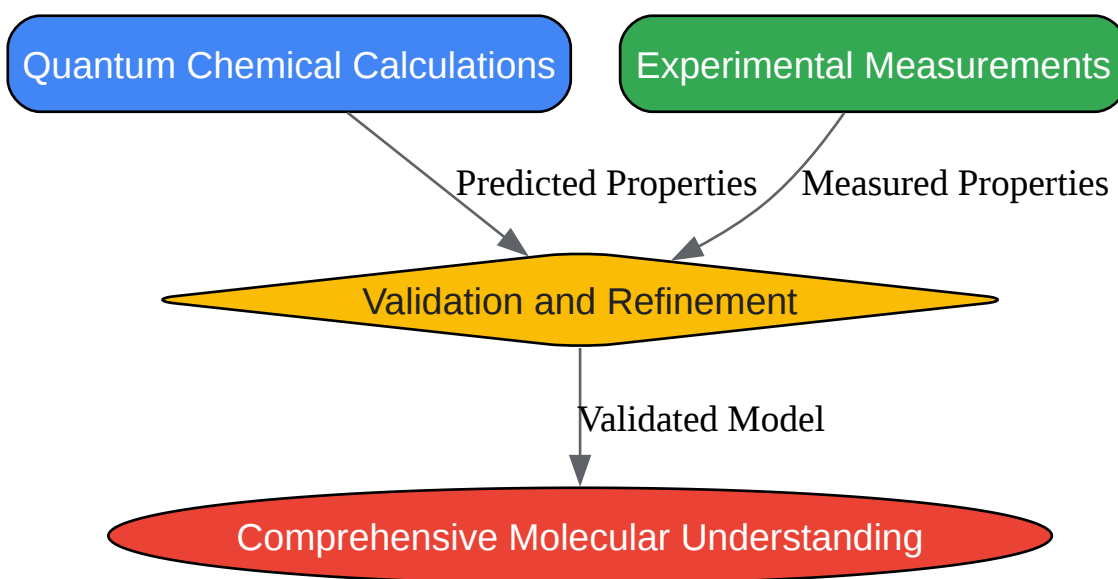 Quantum Chemical Calculations
Experimental Measurements
Predicted Properties
Measured Properties
Validation and Refinement
Validated Model
Comprehensive Molecular Understanding